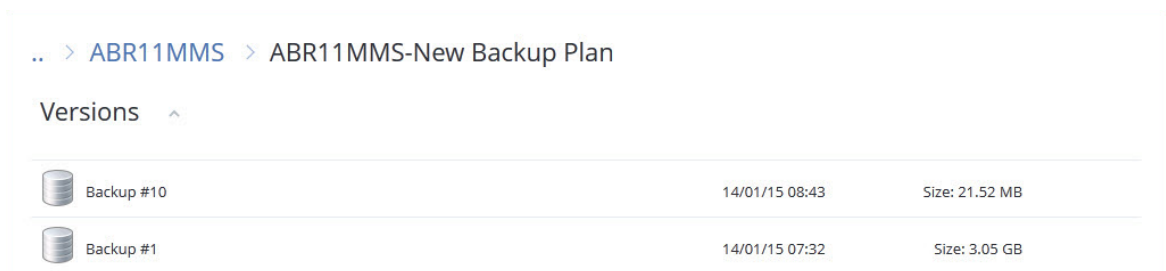 .. > ABR11MMS > ABR11MMS-New Backup Plan
Versions
Backup #10 14/01/15 08:43 Size: 21.52 MB
Backup #1 14/01/15 07:32 Size: 3.05 GB